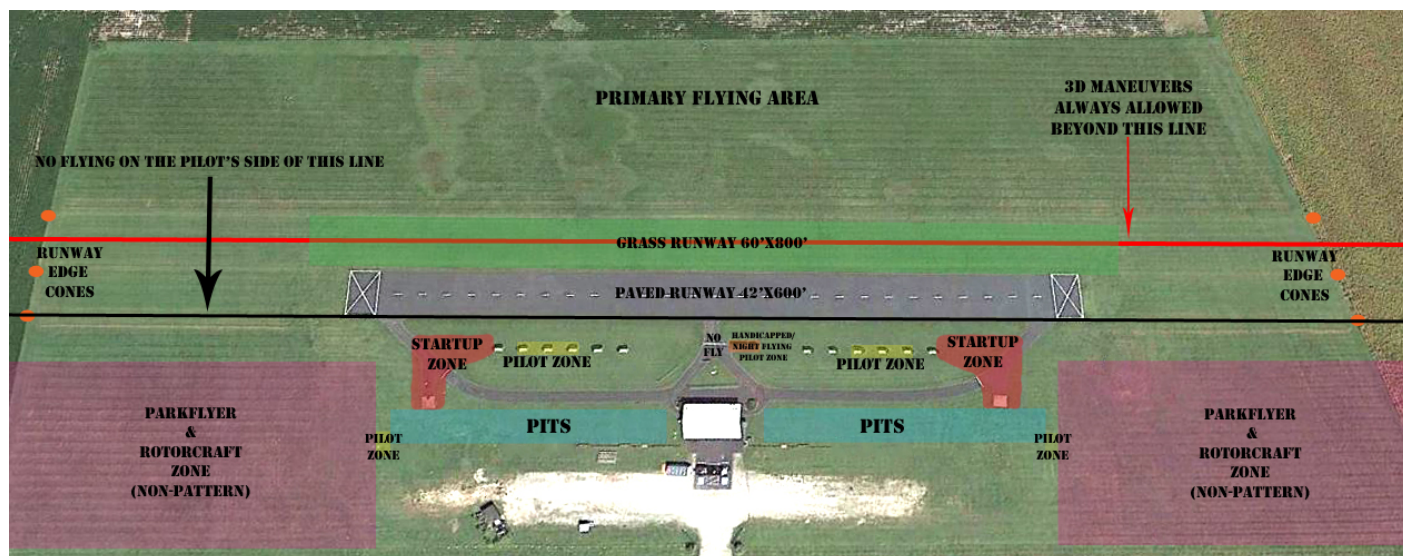 PRIMARY FLYING AREA
3D MANEUVERS
ALWAYS ALLOWED
BEYOND THIS LINE
NO FLYING ON THE PILOT'S SIDE OF THIS LINE
GRASS RUNWAY 60'X800'
RUNWAY
EDGE
CONES
RUNWAY
EDGE
CONES
PAVED RUNWAY 42'X600'
STARTUP
ZONE
PILOT ZONE
NO
FLY
HANDICAPPED/
NIGHT FLYING
PILOT ZONE
PILOT ZONE
STARTUP
ZONE
PARKFLYER
&
ROTORCRAFT
ZONE
(NON-PATTERN)
PILOT
ZONE
PITS
PITS
PILOT
ZONE
PARKFLYER
&
ROTORCRAFT
ZONE
(NON-PATTERN)